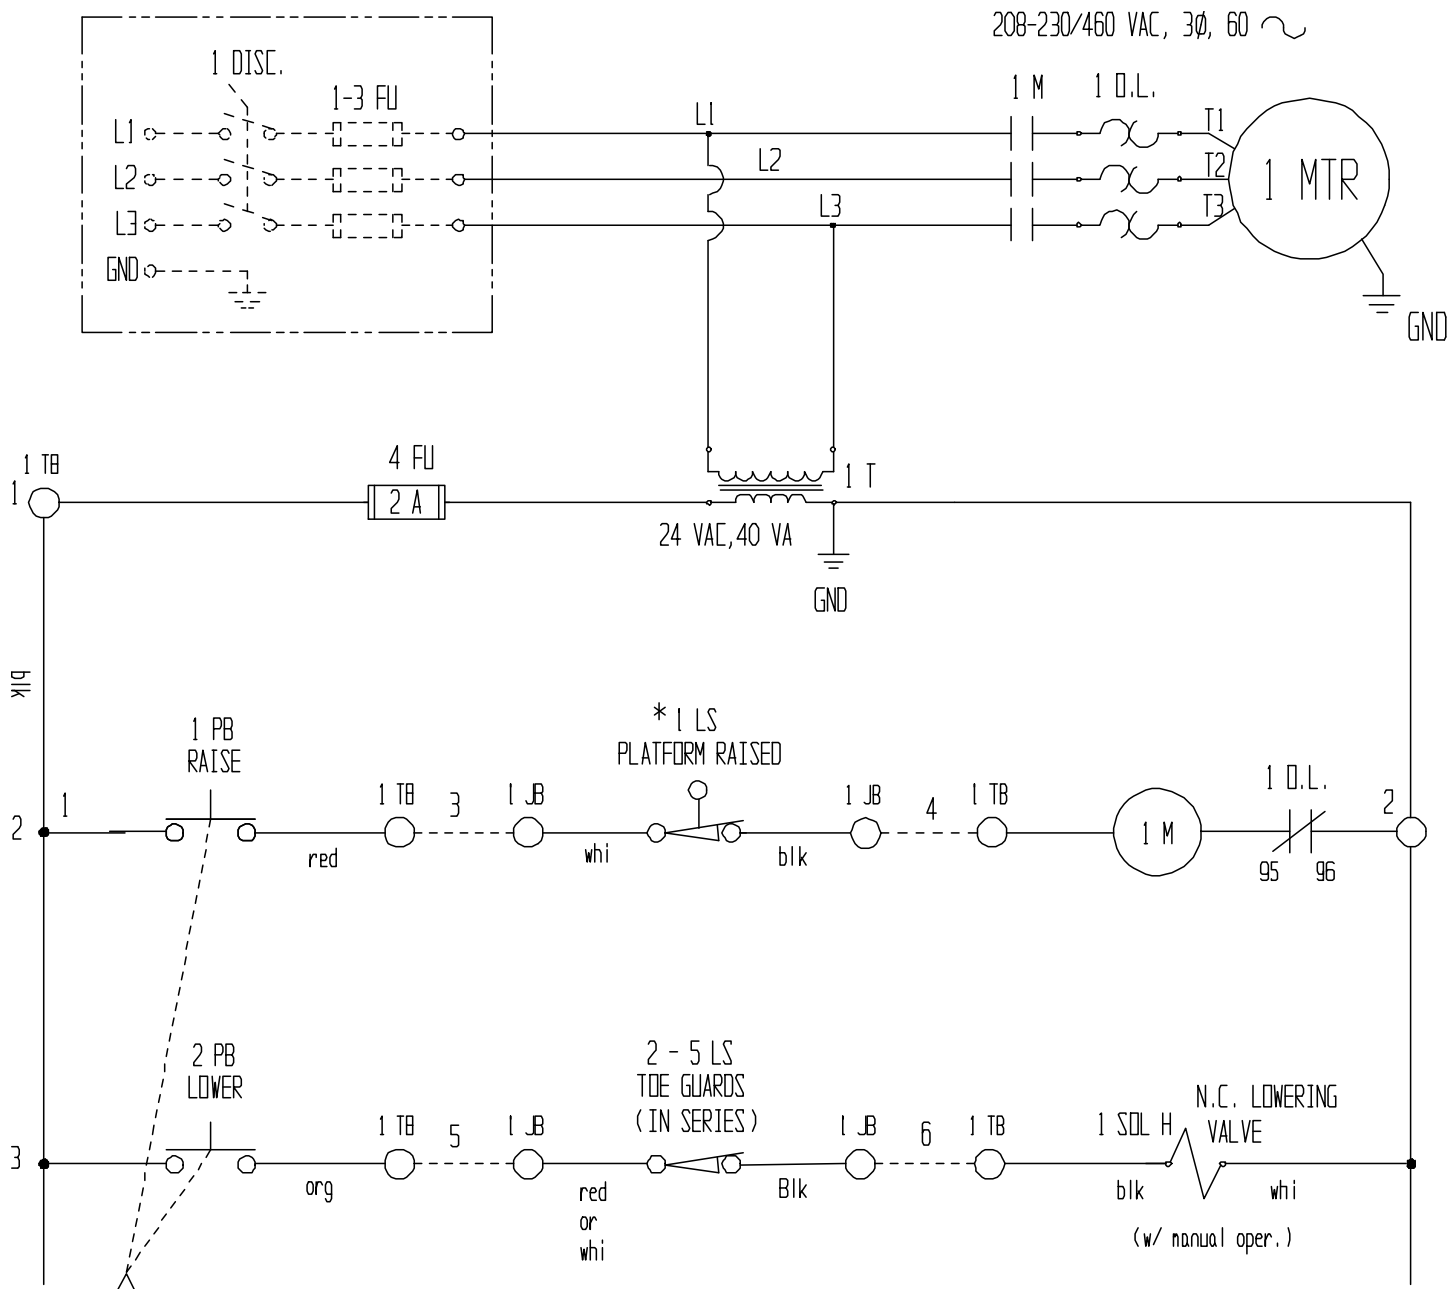 208-230/460 VAC, 3Ø, 60
1 DISC.
1-3 FU
L1
L2
L3
GND
L1
L2
L3
1 M
1 O.L.
T1
T2
T3
1 MTR
GND
1 TB
1
4 FU
2 A
1 T
24 VAC,40 VA
GND
blk
1 PB
RAISE
* 1 LS
PLATFORM RAISED
2
1
red
1 TB
3
1 JB
whi
blk
1 JB
4
1 TB
1 M
1 O.L.
95
96
2
2 PB
LOWER
2 - 5 LS
TOE GUARDS
(IN SERIES)
3
org
1 TB
5
1 JB
red
or
whi
Blk
1 JB
6
1 TB
1 SOL H
N.C. LOWERING
VALVE
blk
whi
(w/ manual oper.)